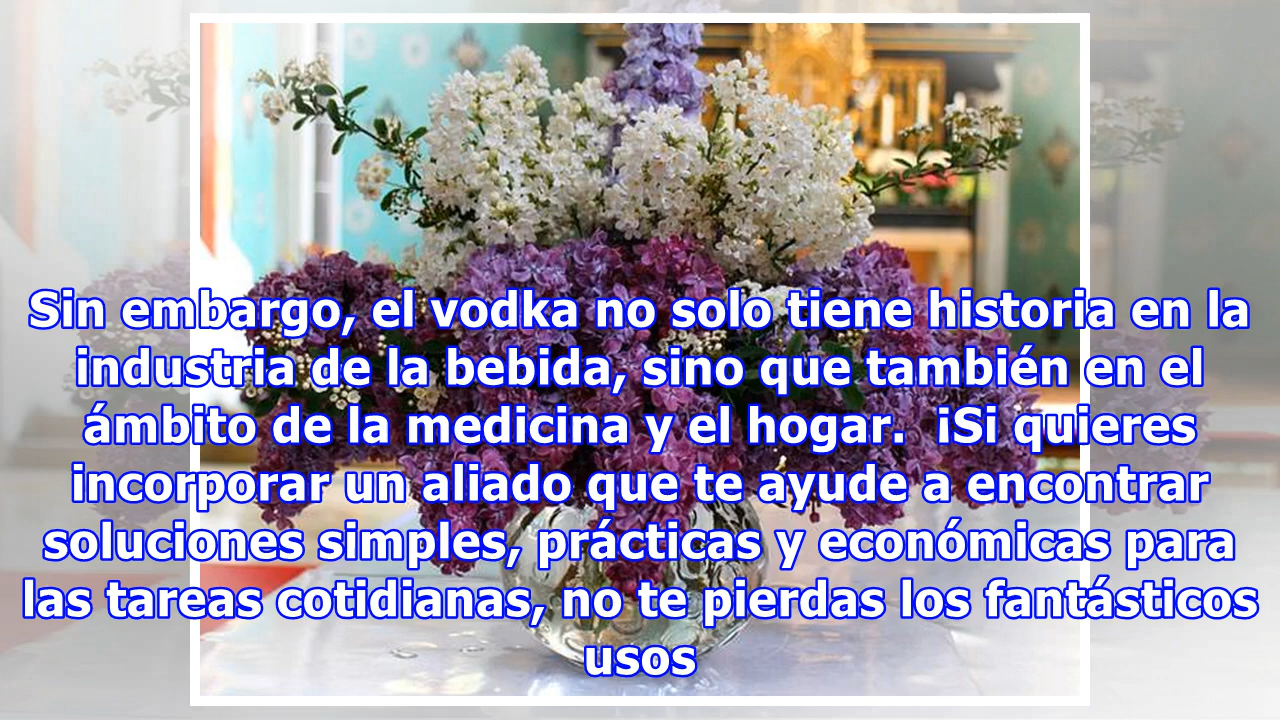 Sin embargo, el vodka no solo tiene historia en la
industria de la bebida, sino que también en el
ámbito de la medicina y el hogar.  ¡Si quieres
incorporar un aliado que te ayude a encontrar
soluciones simples, prácticas y económicas para
las tareas cotidianas, no te pierdas los fantásticos
usos